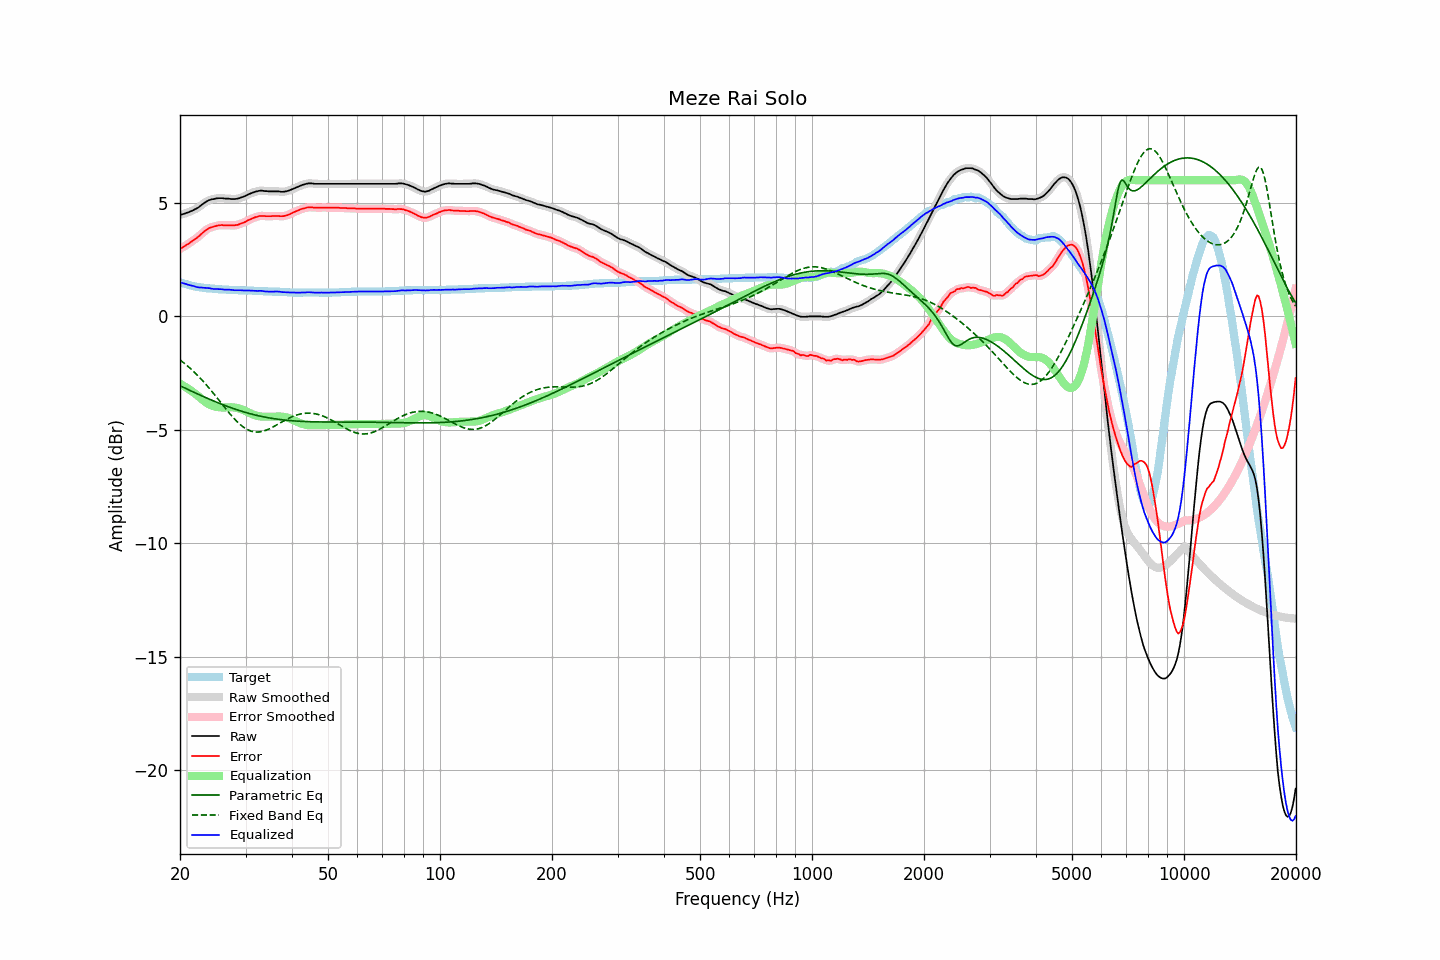 Meze Rai Solo
Amplitude (dBr)
5
0
−5
−10
−15
−20
Target
Raw Smoothed
Error Smoothed
Raw
Error
Equalization
Parametric Eq
Fixed Band Eq
Equalized
20 50 100 200 500 1000 2000 5000 10000 20000
Frequency (Hz)